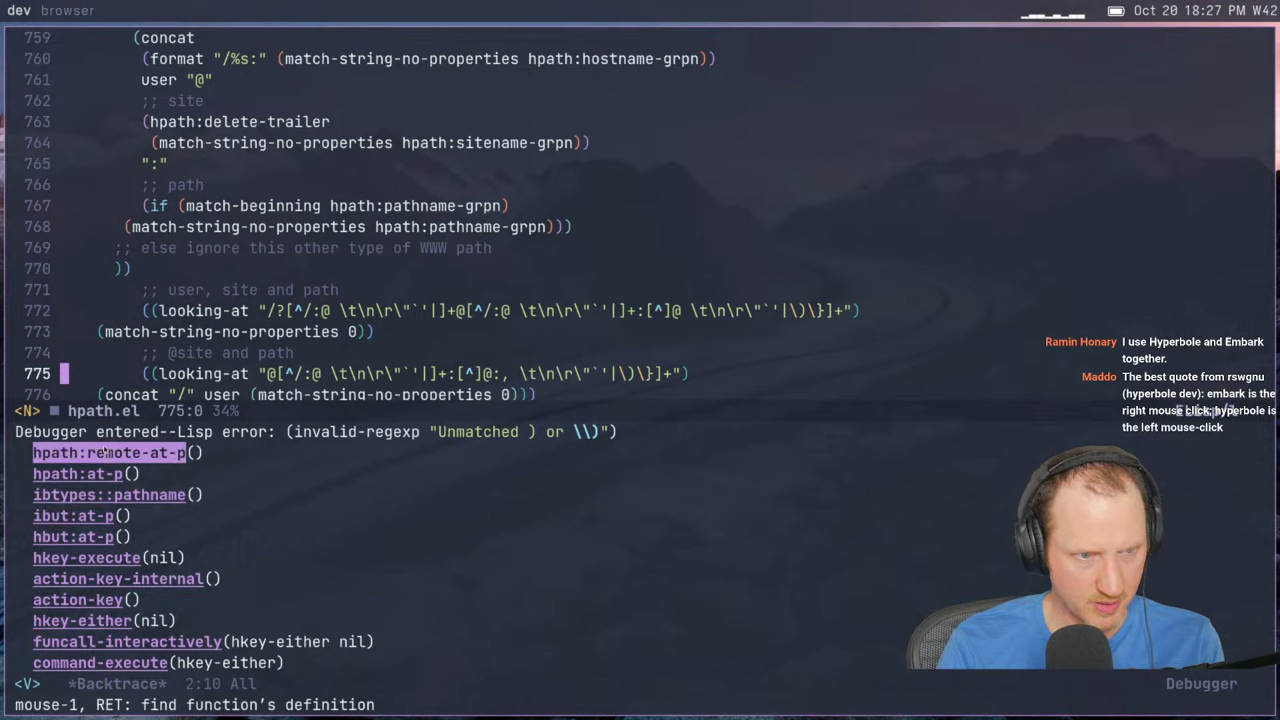 dev browser
Oct 20 18:27 PM W42
759 (concat
760 (format "/%s:" (match-string-no-properties hpath:hostname-grpn))
761 user "@"
762 ;; site
763 (hpath:delete-trailer
764 (match-string-no-properties hpath:sitename-grpn))
765 ":"
766 ;; path
767 (if (match-beginning hpath:pathname-grpn)
768 (match-string-no-properties hpath:pathname-grpn)))
769 ;; else ignore this other type of WWW path
770 ))
771 ;; user, site and path
772 ((looking-at "/?[^/:@ \t\n\r\"`'|]+@[^/:@ \t\n\r\"`'|]+:[^]@ \t\n\r\"`'|\)\}]+")
773 (match-string-no-properties 0))
774 ;; @site and path
775 ((looking-at "@[^/:@ \t\n\r\"`'|]+:[^]@:, \t\n\r\"`'|\)\}]+")
776 (concat "/" user (match-string-no-properties 0)))
Ramin Honary I use Hyperbole and Embark together.
Maddo The best quote from rswgnu (hyperbole dev): embark is the right mouse click; hyperbole is the left mouse-click
<N> hpath.el 775:0 34%
Debugger entered--Lisp error: (invalid-regexp "Unmatched ) or \\)")
hpath:remote-at-p()
hpath:at-p()
ibtypes::pathname()
ibut:at-p()
hbut:at-p()
hkey-execute(nil)
action-key-internal()
action-key()
hkey-either(nil)
funcall-interactively(hkey-either nil)
command-execute(hkey-either)
<V> *Backtrace* 2:10 All Debugger
mouse-1, RET: find function's definition